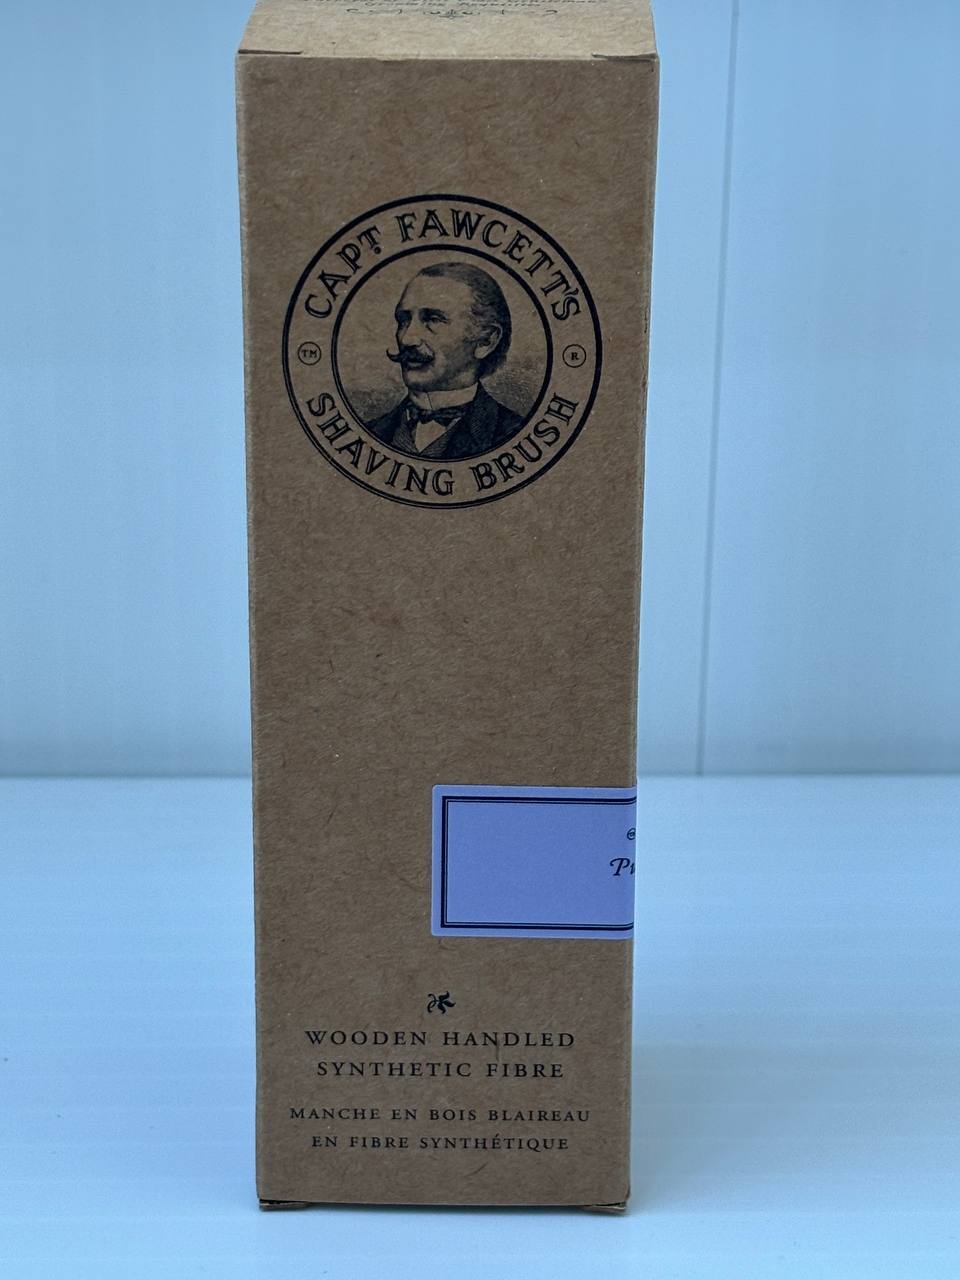 CAPT. FAWCETT'S
TM
R
SHAVING BRUSH
WOODEN HANDLED
SYNTHETIC FIBRE
MANCHE EN BOIS BLAIREAU
EN FIBRE SYNTHÉTIQUE